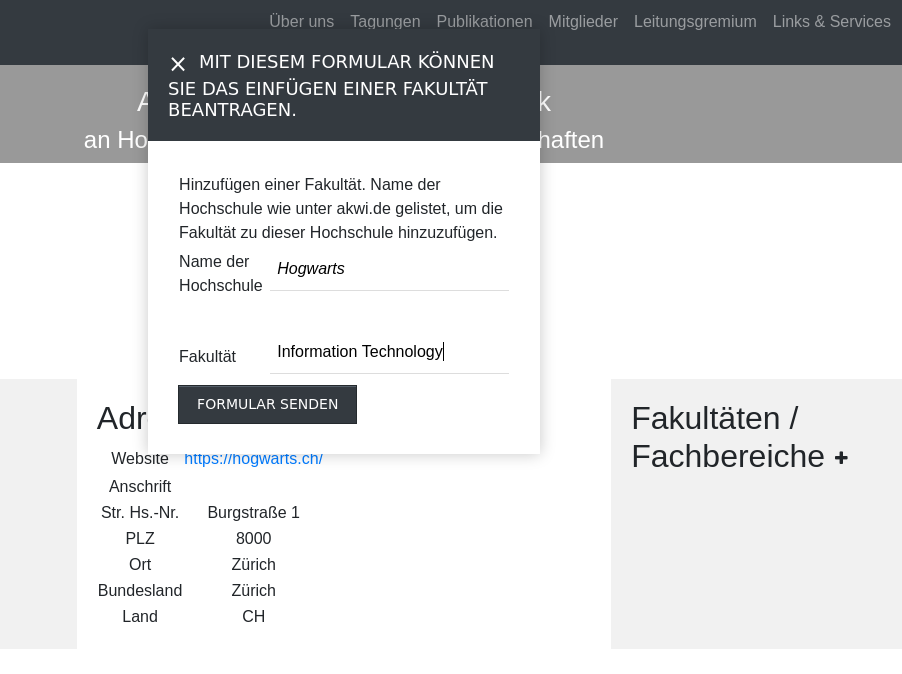 Über uns Tagungen Publikationen Mitglieder Leitungsgremium Links & Services
× MIT DIESEM FORMULAR KÖNNEN
SIE DAS EINFÜGEN EINER FAKULTÄT
BEANTRAGEN.
A k
an Ho haften
Hinzufügen einer Fakultät. Name der
Hochschule wie unter akwi.de gelistet, um die
Fakultät zu dieser Hochschule hinzuzufügen.
Name der
Hochschule
Hogwarts
Fakultät Information Technology
FORMULAR SENDEN
Adr
Website https://hogwarts.ch/
Anschrift
Str. Hs.-Nr. Burgstraße 1
PLZ 8000
Ort Zürich
Bundesland Zürich
Land CH
Fakultäten /
Fachbereiche +